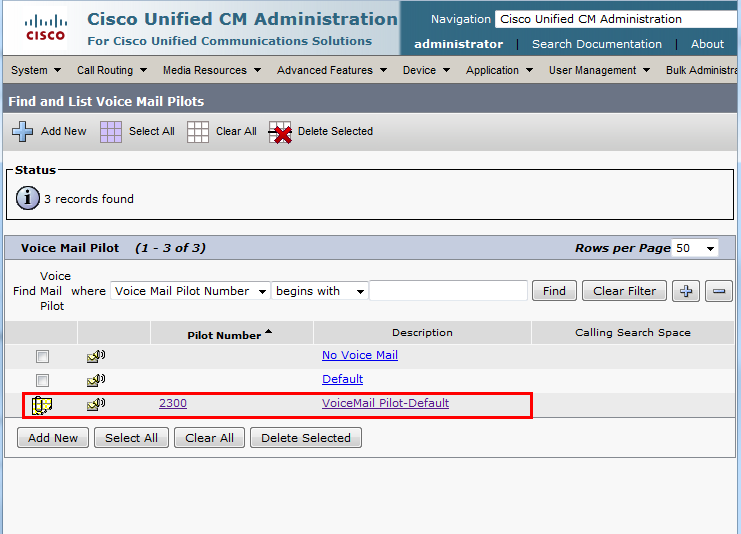 Cisco Unified CM Administration
Navigation Cisco Unified CM Administration
CISCO
For Cisco Unified Communications Solutions
administrator | Search Documentation | About
System Call Routing Media Resources Advanced Features Device Application User Management Bulk Administra
Find and List Voice Mail Pilots
Add New Select All Clear All Delete Selected
Status
i 3 records found
Voice Mail Pilot (1 - 3 of 3) Rows per Page 50
Find Voice Mail Pilot where Voice Mail Pilot Number begins with Find Clear Filter
Pilot Number Description Calling Search Space
No Voice Mail
Default
2300 VoiceMail Pilot-Default
Add New Select All Clear All Delete Selected